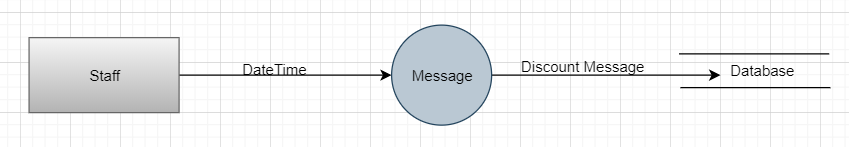 Staff
DateTime
Message
Discount Message
Database